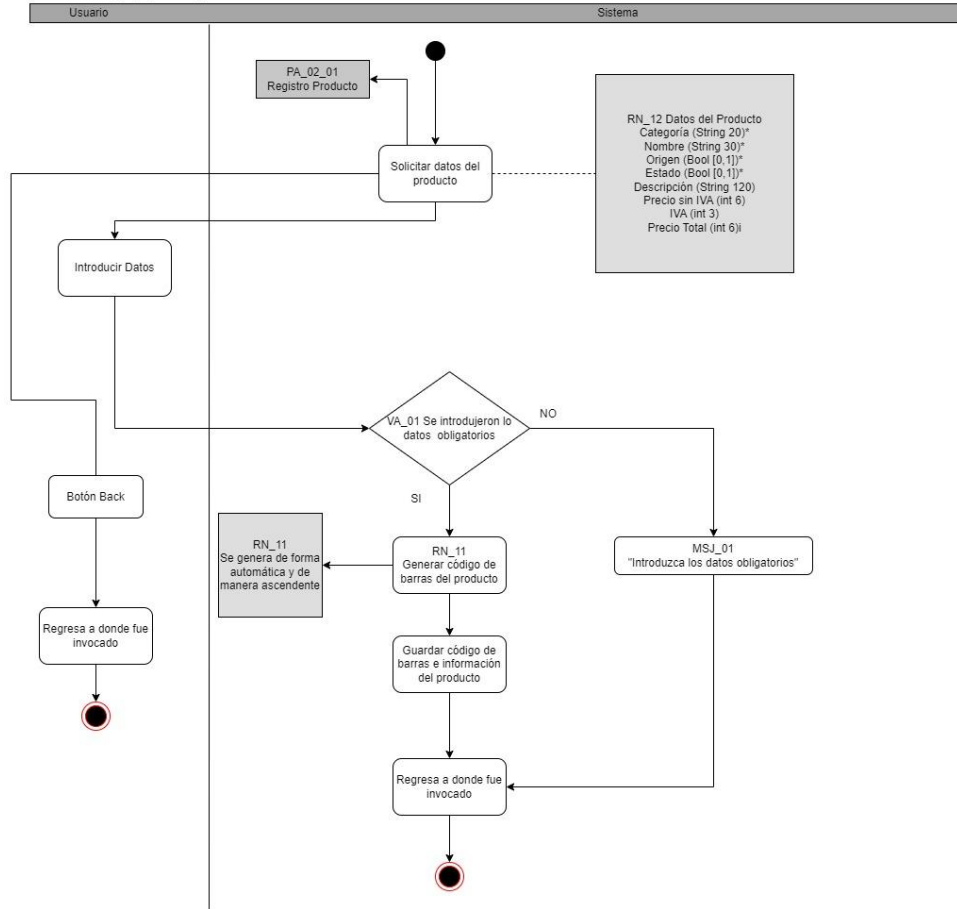 Usuario
Sistema
PA_02_01
Registro Producto
RN_12 Datos del Producto
Categoría (String 20)*
Nombre (String 30)*
Origen (Bool [0,1])*
Estado (Bool [0,1])*
Descripción (String 120)
Precio sin IVA (int 6)
IVA (int 3)
Precio Total (int 6)i
Solicitar datos del
producto
Introducir Datos
VA_01 Se introdujeron lo
datos obligatorios
NO
SI
Botón Back
RN_11
Se genera de forma
automática y de
manera ascendente
RN_11
Generar código de
barras del producto
MSJ_01
"Introduzca los datos obligatorios"
Regresa a donde fue
invocado
Guardar código de
barras e información
del producto
Regresa a donde fue
invocado